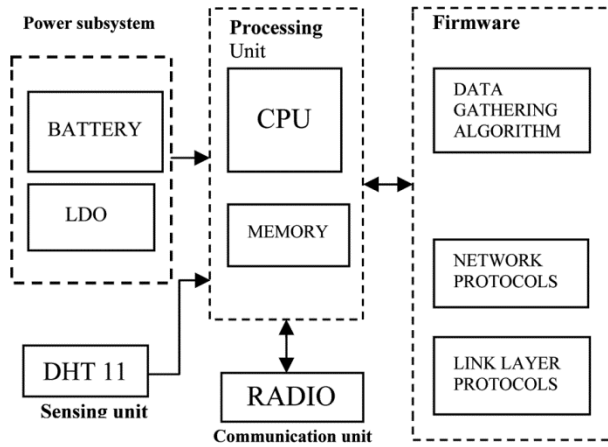 Power subsystem
BATTERY
LDO
DHT 11
Sensing unit
Processing
Unit
CPU
MEMORY
RADIO
Communication unit
Firmware
DATA
GATHERING
ALGORITHM
NETWORK
PROTOCOLS
LINK LAYER
PROTOCOLS